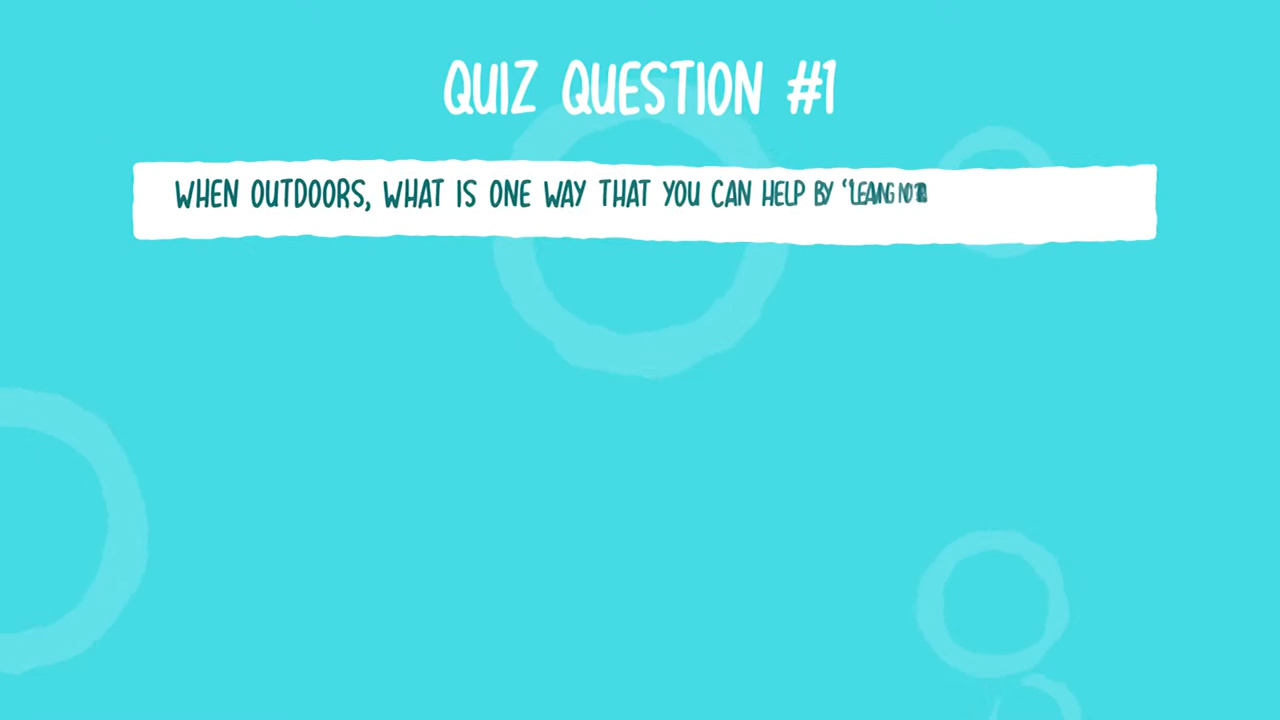 QUIZ QUESTION #1
WHEN OUTDOORS, WHAT IS ONE WAY THAT YOU CAN HELP BY